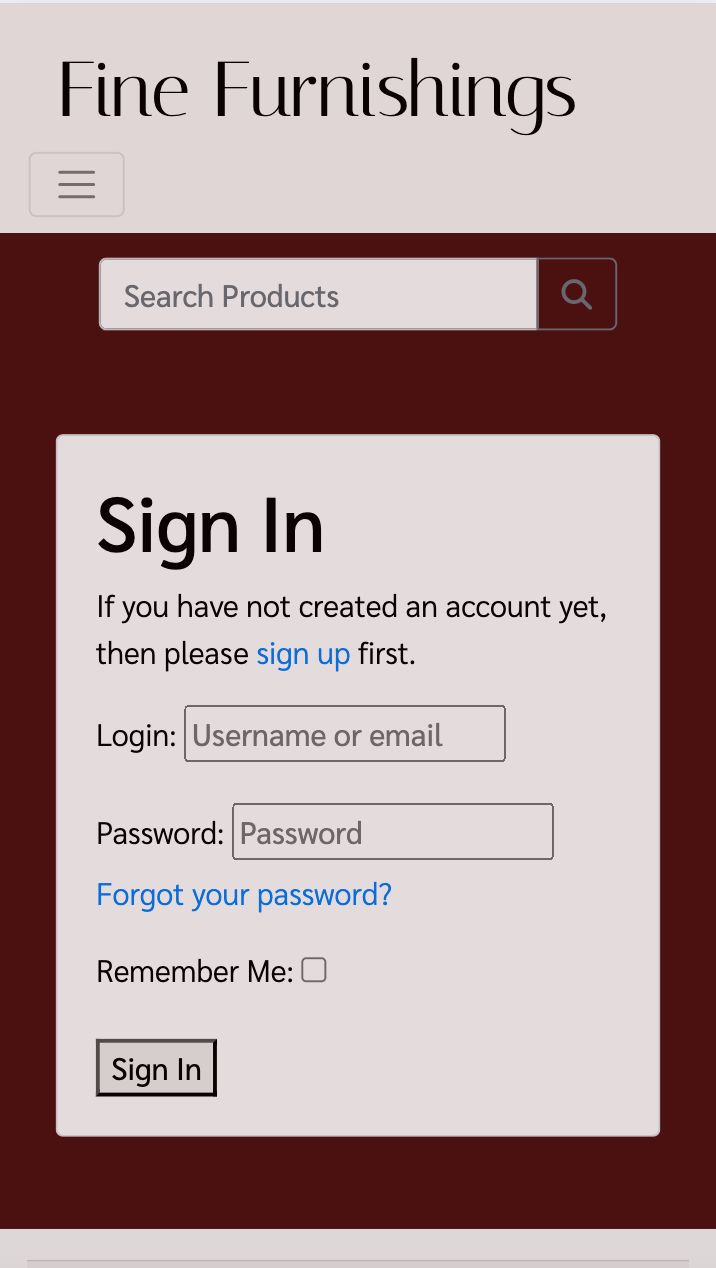 Fine Furnishings
Search Products
Sign In
If you have not created an account yet,
then please sign up first.
Login: Username or email
Password: Password
Forgot your password?
Remember Me:
Sign In